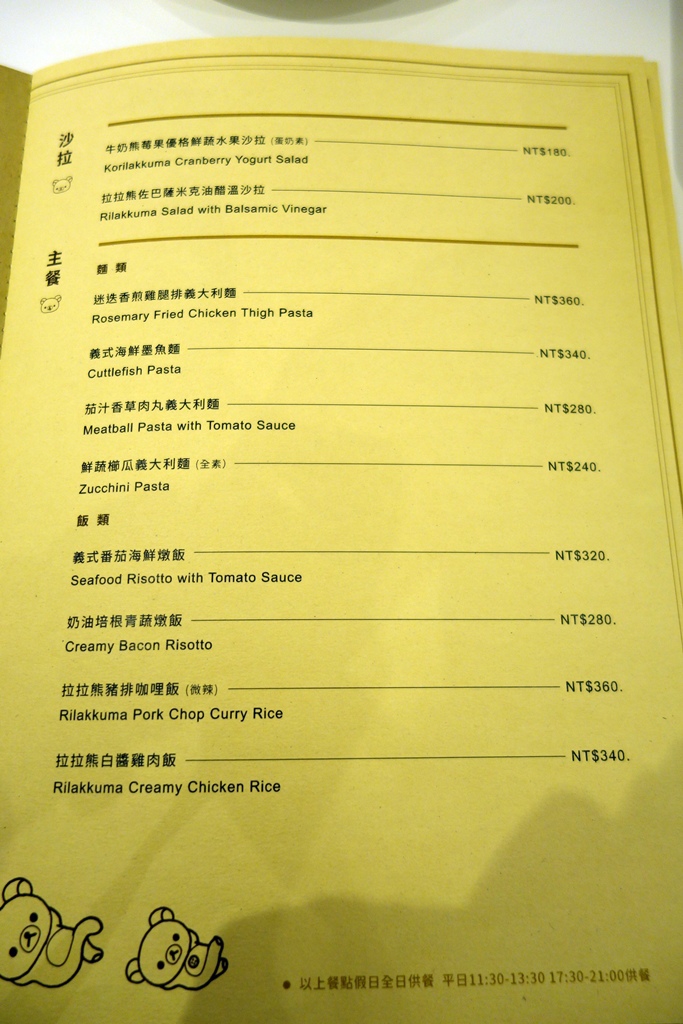 沙拉
牛奶熊莓果優格鮮蔬水果沙拉 (蛋奶素) NT$180.
Korilakkuma Cranberry Yogurt Salad
拉拉熊佐巴薩米克油醋溫沙拉 NT$200.
Rilakkuma Salad with Balsamic Vinegar
主餐
麵 類
迷迭香煎雞腿排義大利麵 NT$360.
Rosemary Fried Chicken Thigh Pasta
義式海鮮墨魚麵 NT$340.
Cuttlefish Pasta
茄汁香草肉丸義大利麵 NT$280.
Meatball Pasta with Tomato Sauce
鮮蔬櫛瓜義大利麵 (全素) NT$240.
Zucchini Pasta
飯 類
義式番茄海鮮燉飯 NT$320.
Seafood Risotto with Tomato Sauce
奶油培根青蔬燉飯 NT$280.
Creamy Bacon Risotto
拉拉熊豬排咖哩飯 (微辣) NT$360.
Rilakkuma Pork Chop Curry Rice
拉拉熊白醬雞肉飯 NT$340.
Rilakkuma Creamy Chicken Rice
● 以上餐點假日全日供餐 平日11:30-13:30 17:30-21:00供餐